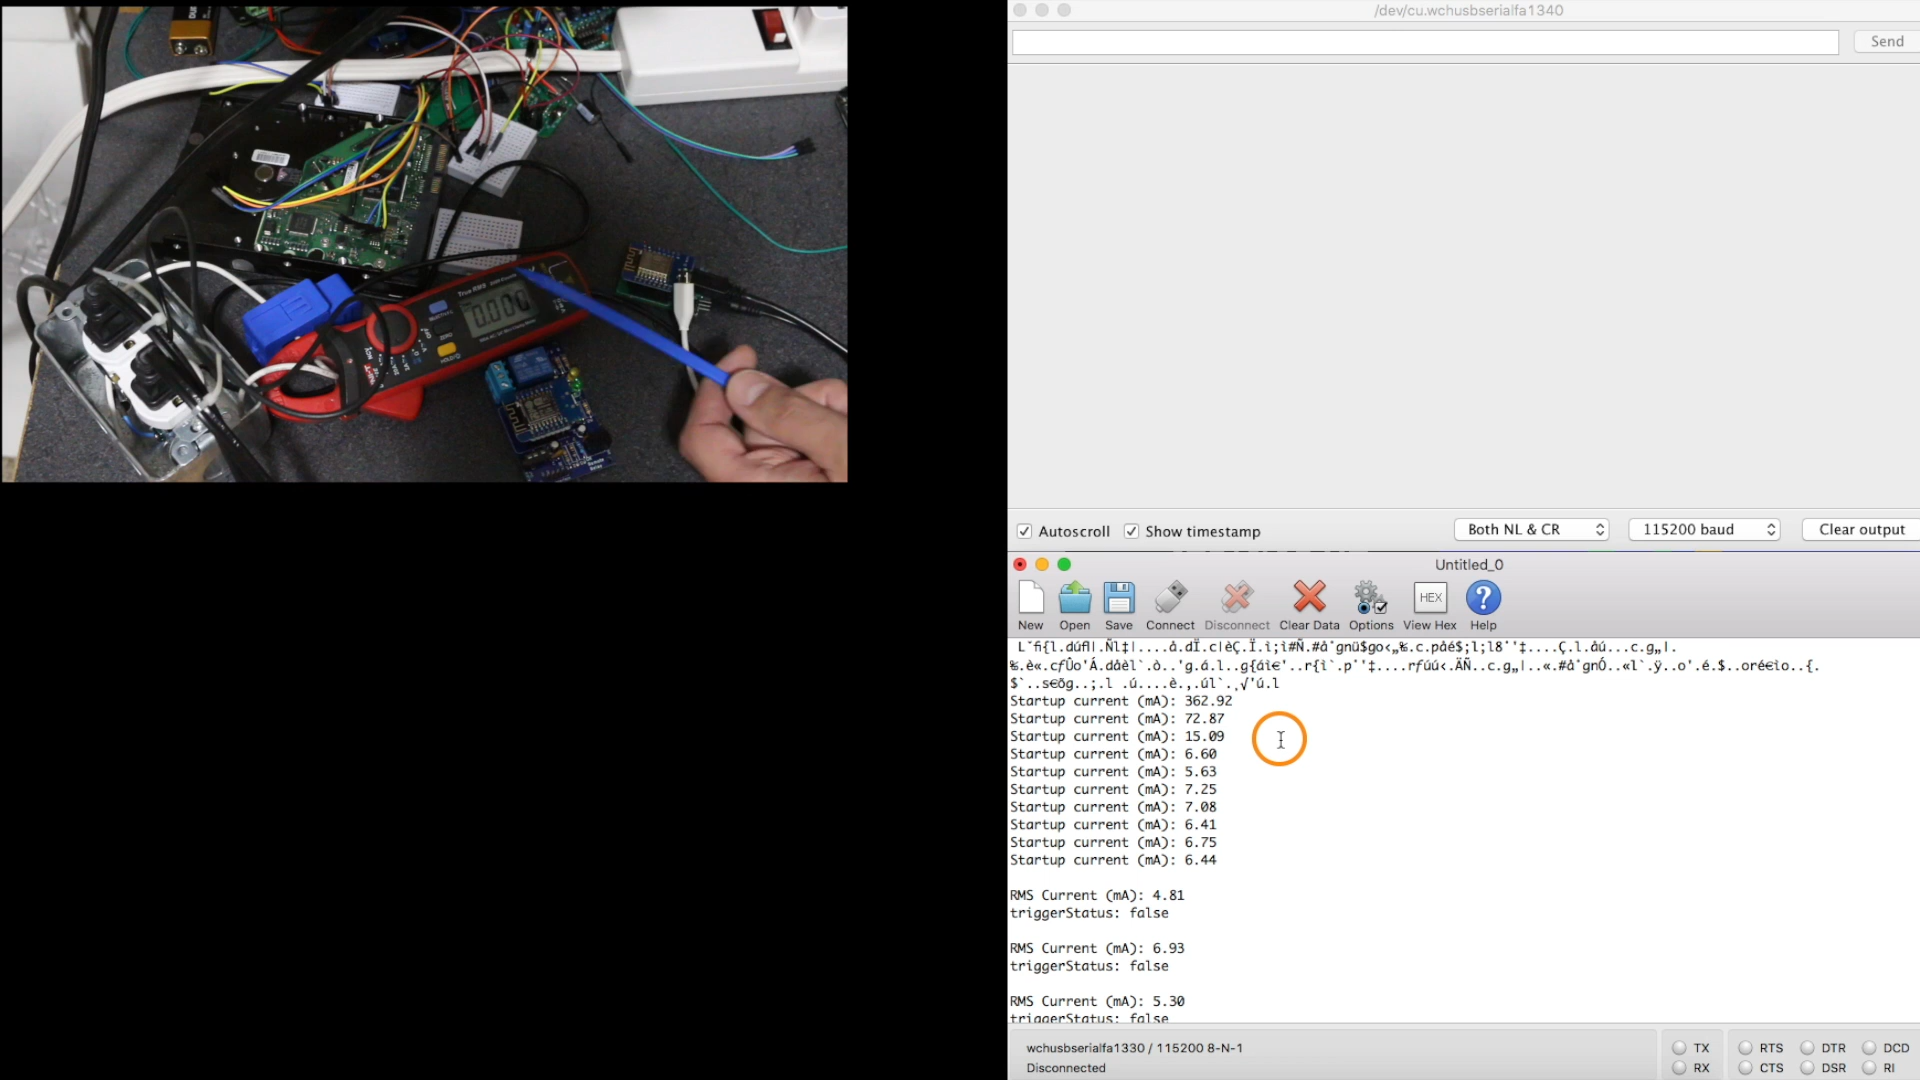 /dev/cu.wchusbserialfa1340
Send
True RMS
0.000
Autoscroll
Show timestamp
Both NL & CR
115200 baud
Clear output
Untitled_0
New
Open
Save
Connect
Disconnect
Clear Data
HEX
Options
View Hex
Help
Startup current (mA): 362.92
Startup current (mA): 72.87
Startup current (mA): 15.09
Startup current (mA): 6.60
Startup current (mA): 5.63
Startup current (mA): 7.25
Startup current (mA): 7.08
Startup current (mA): 6.41
Startup current (mA): 6.75
Startup current (mA): 6.44
RMS Current (mA): 4.81
triggerStatus: false
RMS Current (mA): 6.93
triggerStatus: false
RMS Current (mA): 5.30
triggerStatus: false
wchusbserialfa1330 / 115200 8-N-1
Disconnected
TX
RTS
DTR
DCD
RX
CTS
DSR
RI